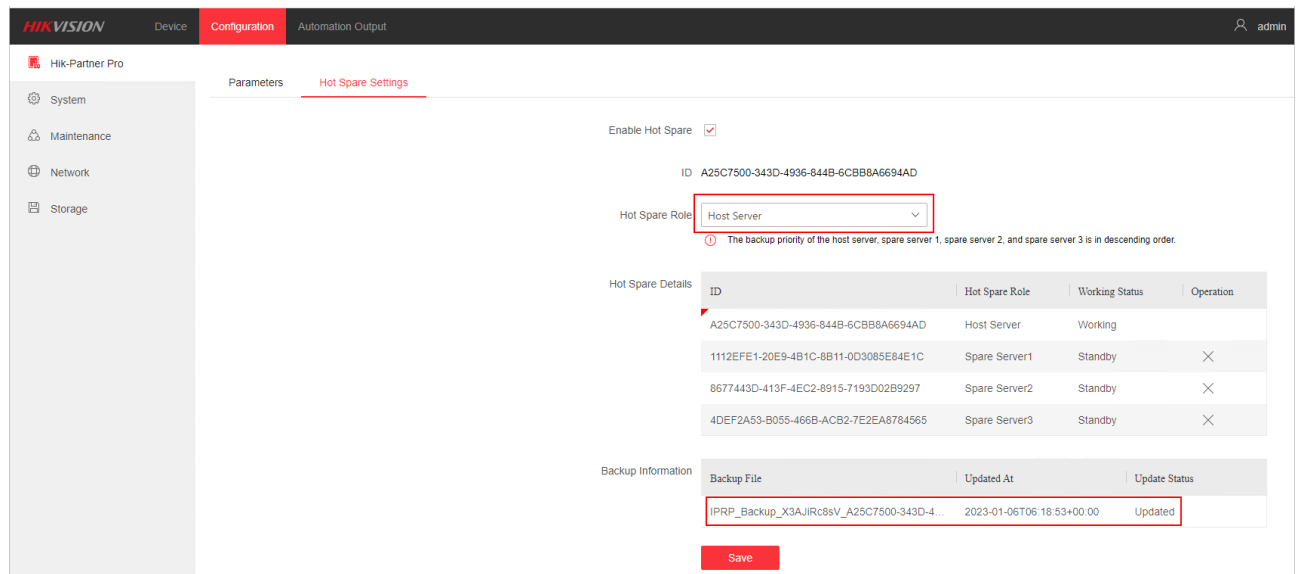 HIKVISION Device Configuration Automation Output admin
Hik-Partner Pro
System
Maintenance
Network
Storage
Parameters Hot Spare Settings
Enable Hot Spare
ID A25C7500-343D-4936-844B-6CBB8A6694AD
Hot Spare Role Host Server
The backup priority of the host server, spare server 1, spare server 2, and spare server 3 is in descending order.
Hot Spare Details
ID Hot Spare Role Working Status Operation
A25C7500-343D-4936-844B-6CBB8A6694AD Host Server Working
1112EFE1-20E9-4B1C-8B11-0D3085E84E1C Spare Server1 Standby
8677443D-413F-4EC2-8915-7193D02B9297 Spare Server2 Standby
4DEF2A53-B055-466B-ACB2-7E2EA8784565 Spare Server3 Standby
Backup Information
Backup File Updated At Update Status
IPRP_Backup_X3AJiRc8sV_A25C7500-343D-4... 2023-01-06T06:18:53+00:00 Updated
Save